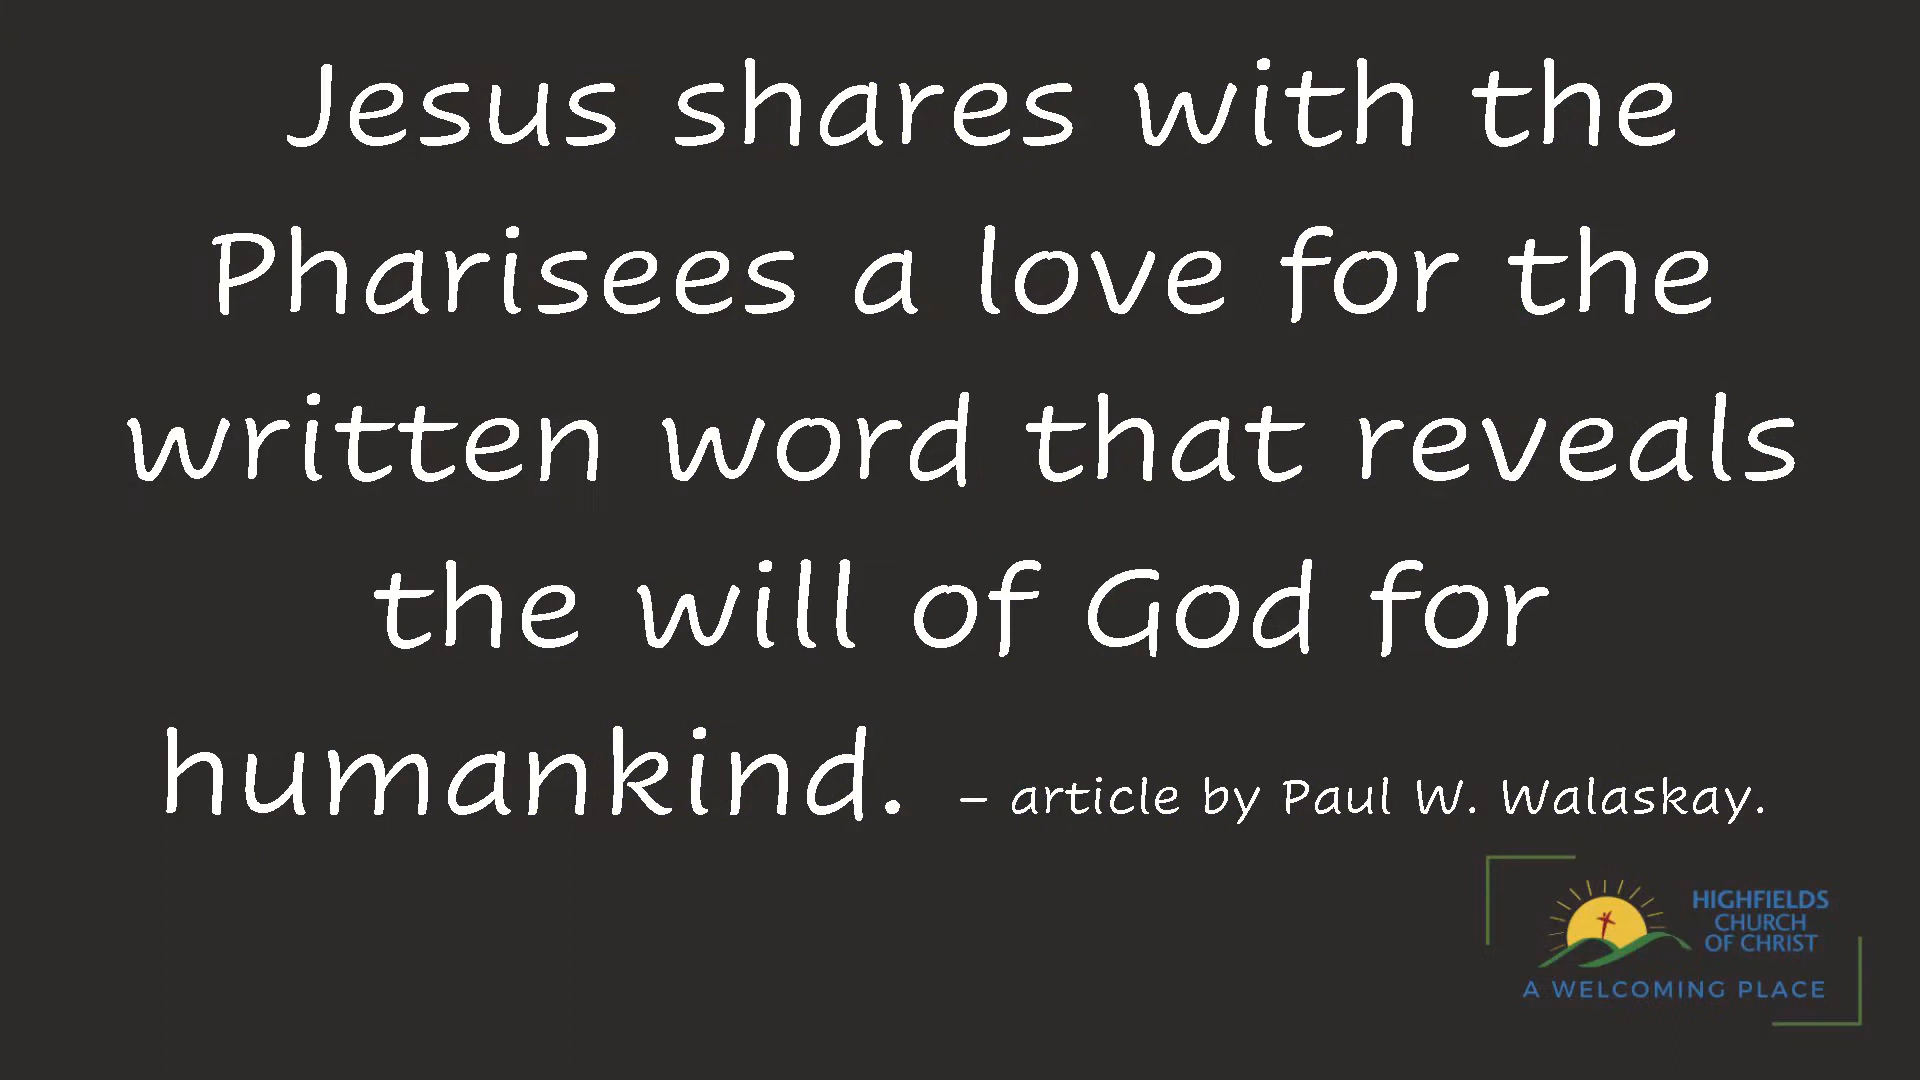 Jesus shares with the
Pharisees a love for the
written word that reveals
the will of God for
humankind. – article by Paul W. Walaskay.
HIGHFIELDS
CHURCH
OF CHRIST
A WELCOMING PLACE